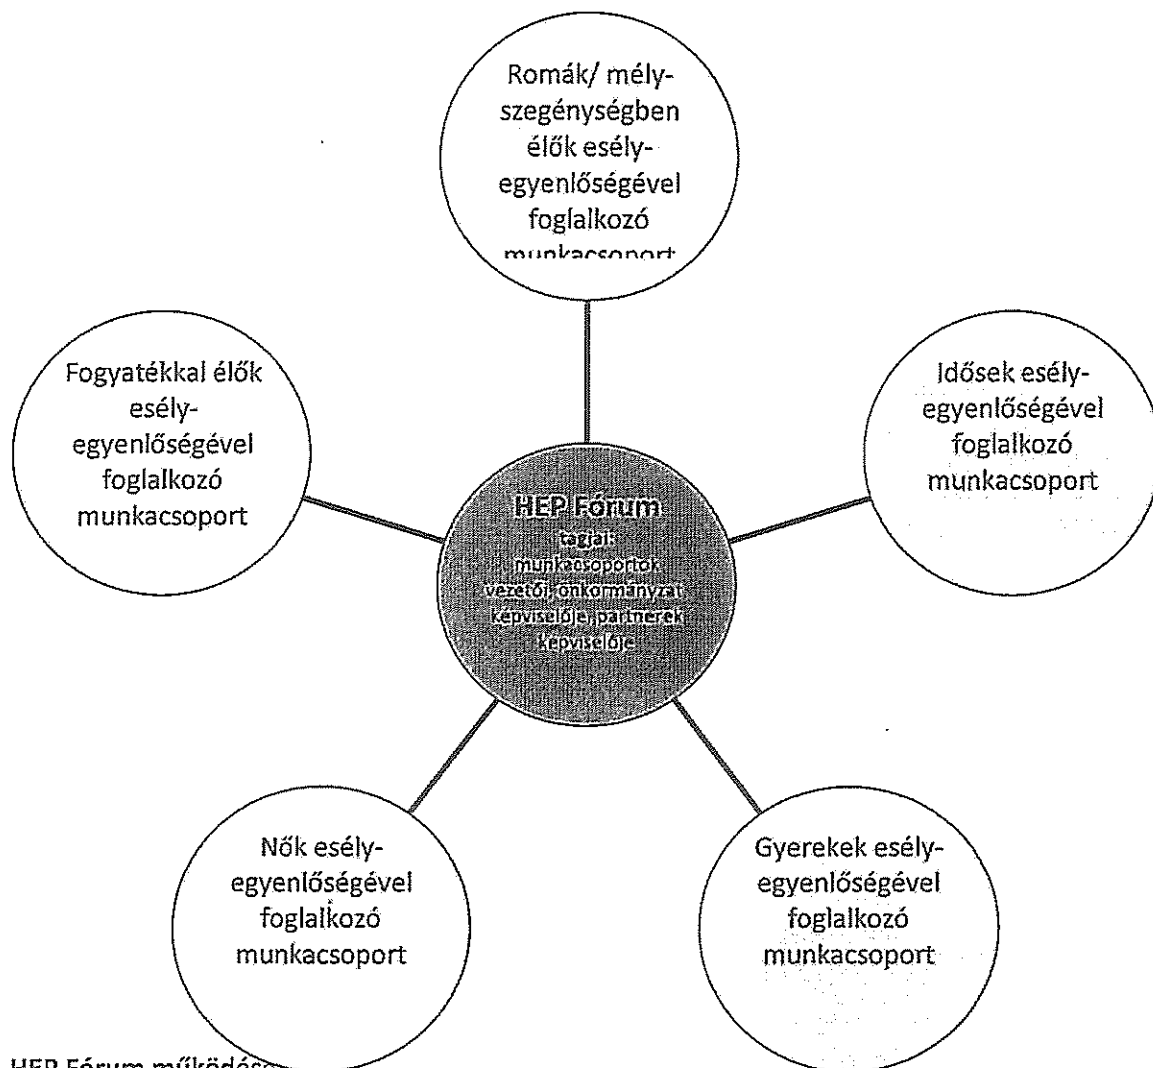 Romák/ mély-
szegénységben
élők esély-
egyenlőségével
foglalkozó
munkacsoport
Fogyatékkal élők
esély-
egyenlőségével
foglalkozó
munkacsoport
Idősek esély-
egyenlőségével
foglalkozó
munkacsoport
HEP Fórum
tagjai:
munkacsoportok
vezetői, önkormányzat
képviselője, partnerek
képviselője
Nők esély-
egyenlőségével
foglalkozó
munkacsoport
Gyerekek esély-
egyenlőségével
foglalkozó
munkacsoport
HEP Fórum működése